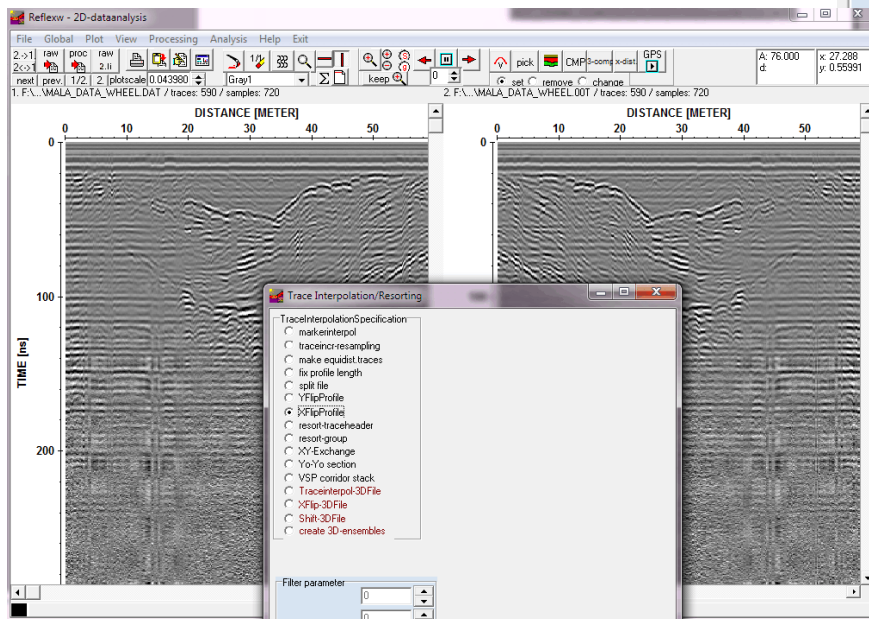 Reflexw - 2D-dataanalysis
File Global Plot View Processing Analysis Help Exit
2.->1 raw proc raw
2<->1 2.li
pick CMP 3-comp x-dist. GPS
A: 76.000 x: 27.288
d: y: 0.55991
next prev. 1/2. 2. plotscale 0.043980 Gray1 Σ keep 0 set remove change
1. F:\...\MALA_DATA_WHEEL.DAT / traces: 590 / samples: 720
2. F:\...\MALA_DATA_WHEEL.00T / traces: 590 / samples: 720
DISTANCE [METER] DISTANCE [METER]
0 10 20 30 40 50 0 10 20 30 40 50
0 0
100
200
TIME [ns]
Trace Interpolation/Resorting
TraceInterpolationSpecification
markerinterpol
traceincr-resampling
make equidist.traces
fix profile length
split file
YFlipProfile
XFlipProfile
resort-traceheader
resort-group
XY-Exchange
Yo-Yo section
VSP corridor stack
Traceinterpol-3DFile
XFlip-3DFile
Shift-3DFile
create 3D-ensembles
Filter parameter
0
0